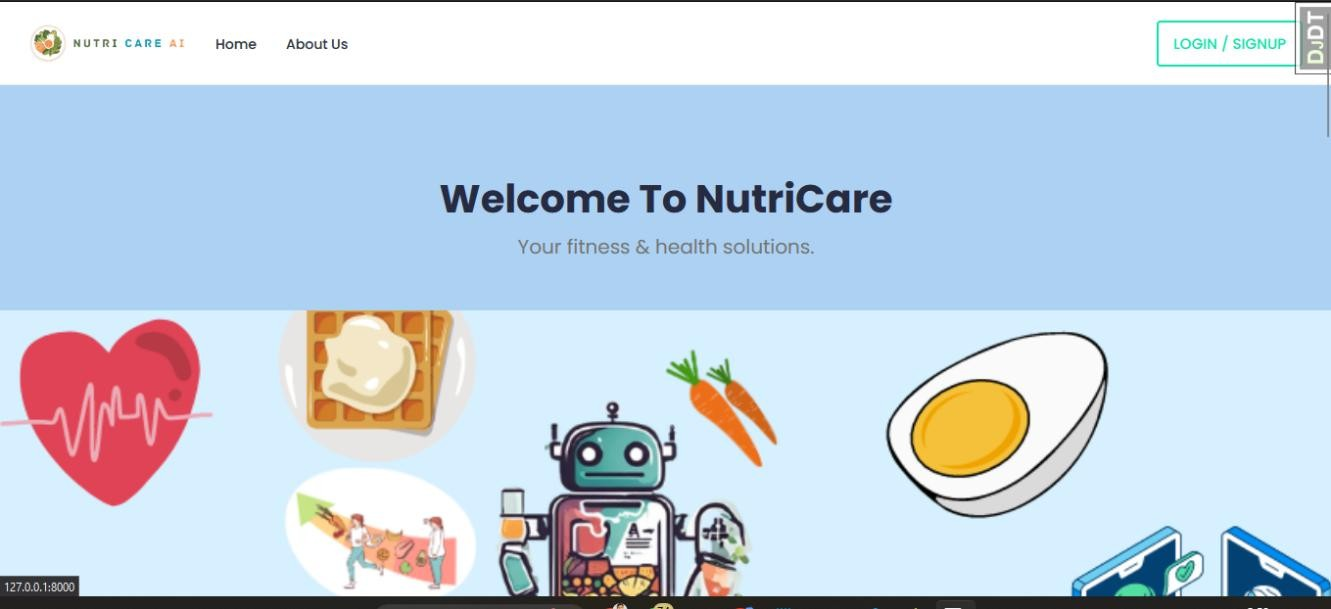 NUTRI CARE AI
Home
About Us
LOGIN / SIGNUP
DJDT
Welcome To NutriCare
Your fitness & health solutions.
A
127.0.0.1:8000